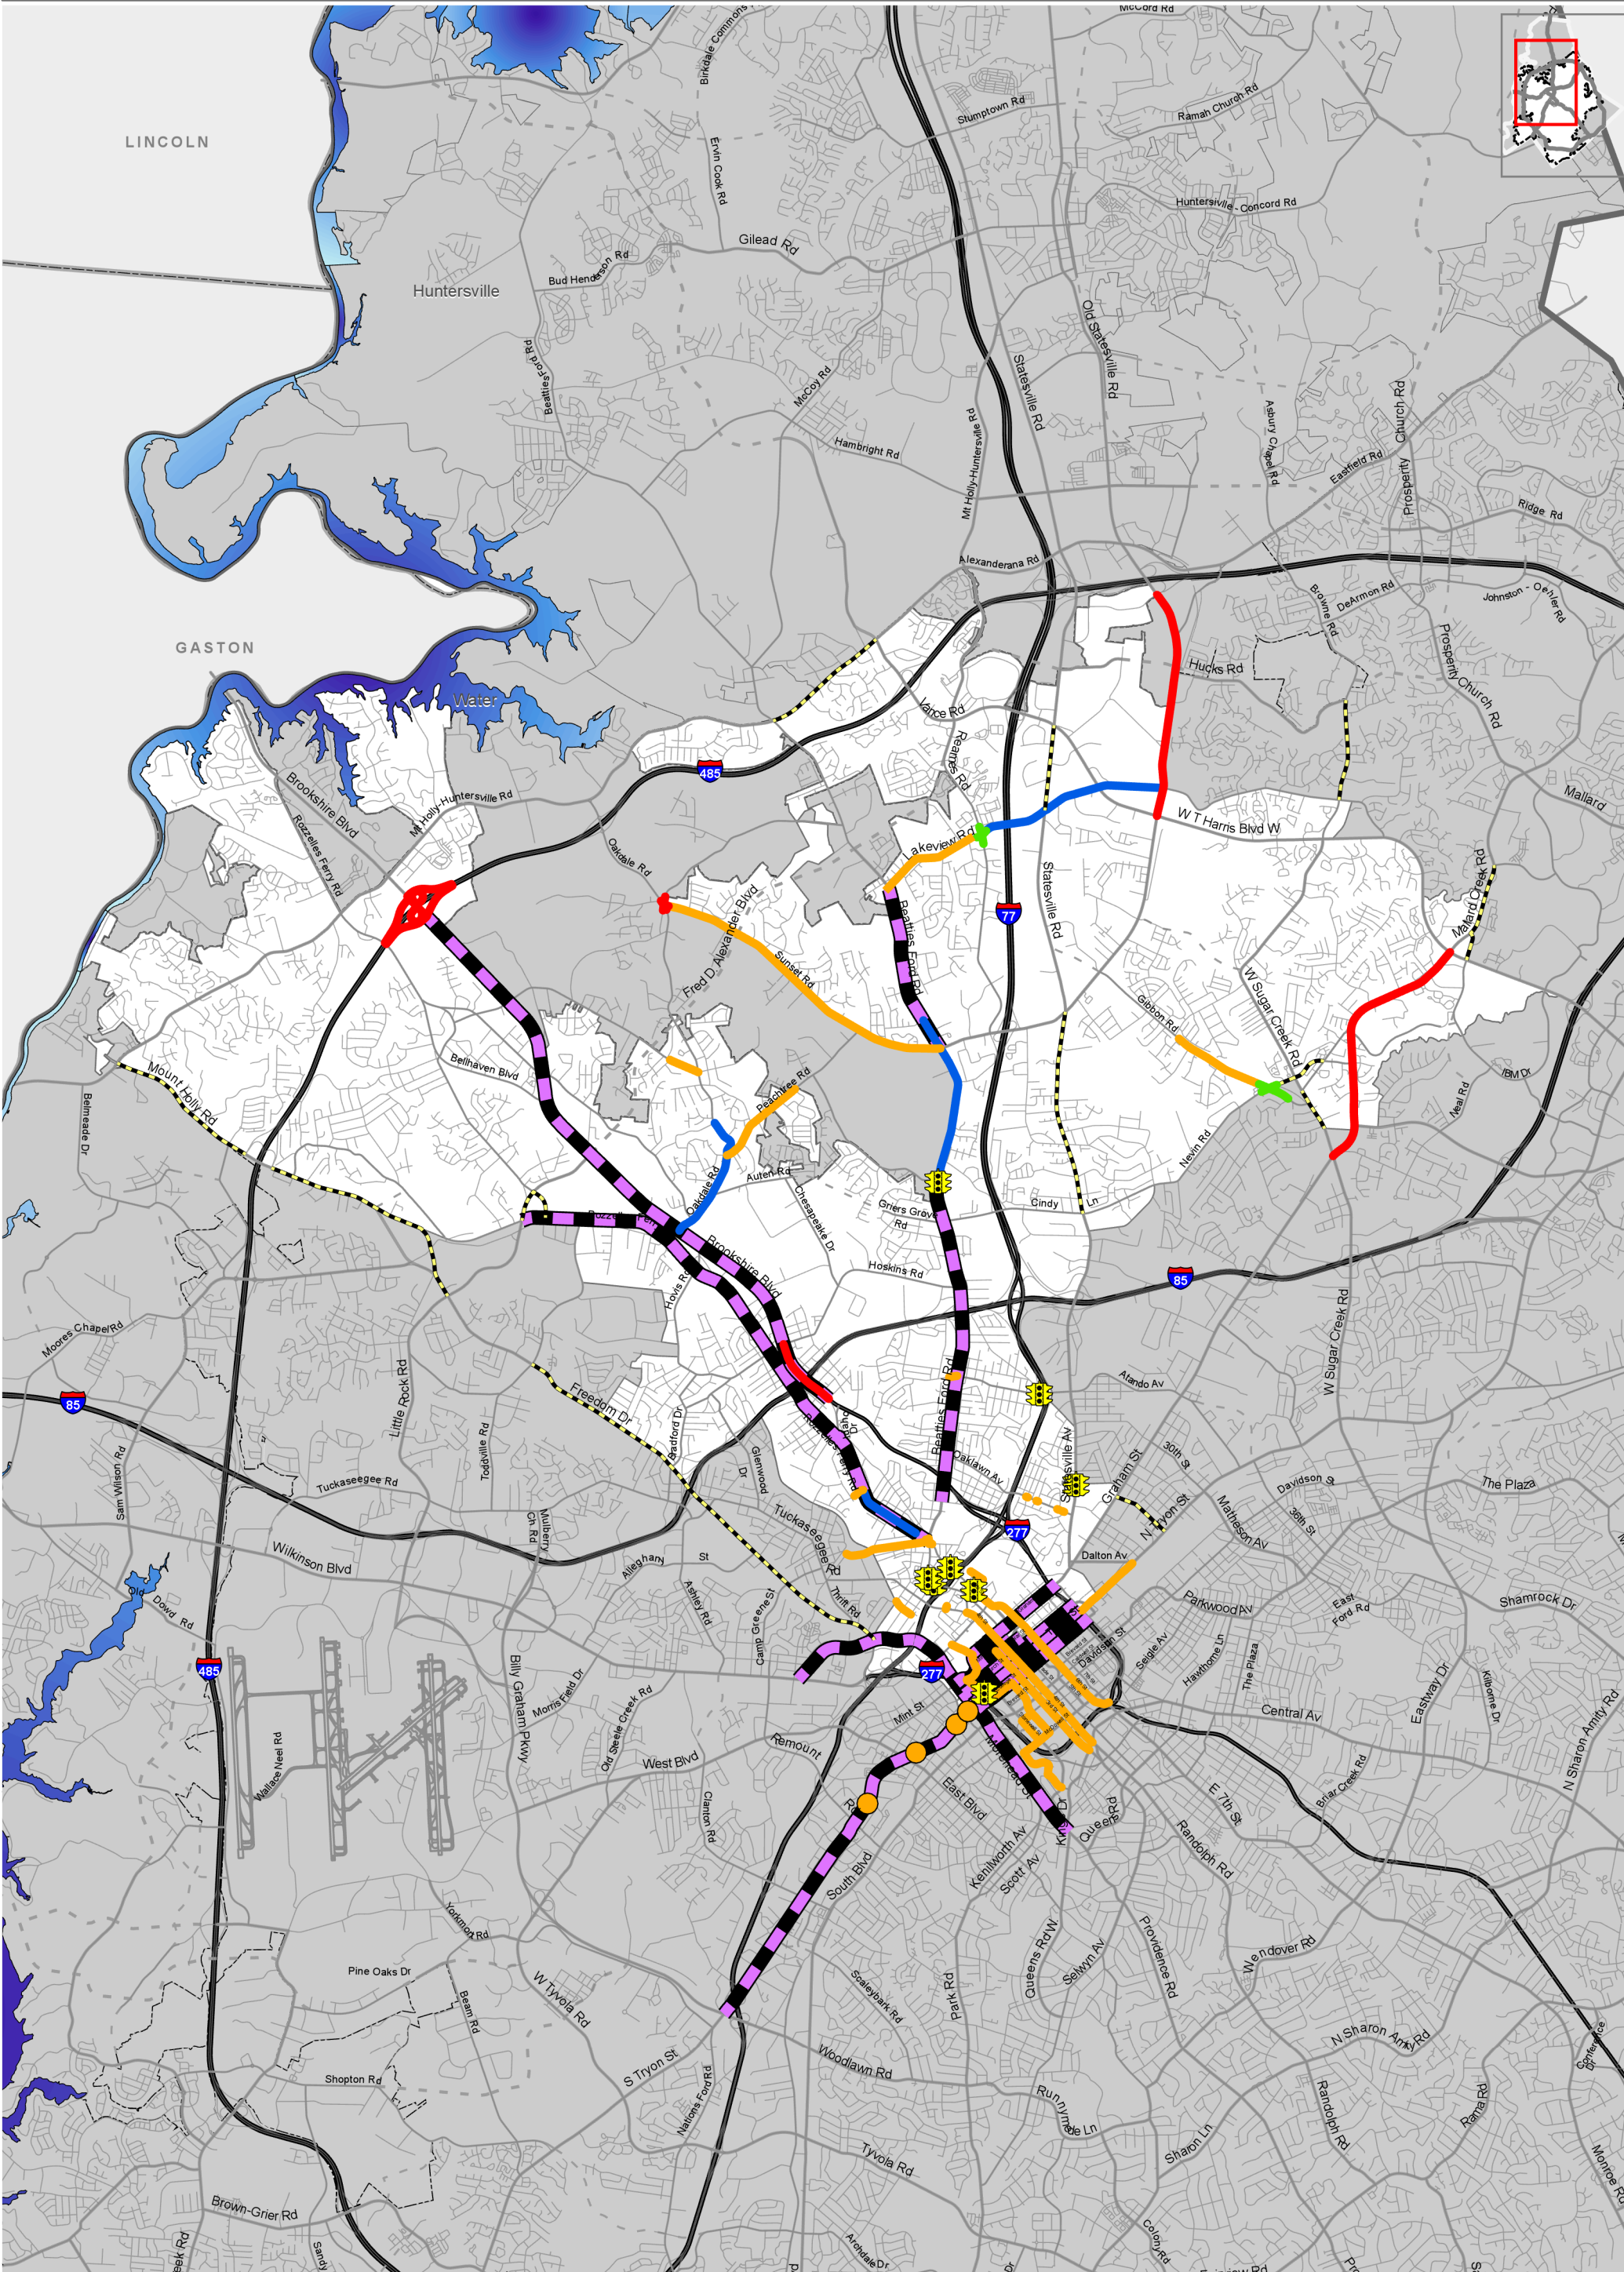 McCord Rd
Birkdale Commons
Stumptown Rd
Ramah Church Rd
LINCOLN
Ervin Cook Rd
Huntersivlle - Concord Rd
Gilead Rd
Bud Henderson Rd
Huntersville
Old Statesville Rd
Statesville Rd
Beatties Ford Rd
McCoy Rd
Prosperity Church Rd
Asbury Chapel Rd
Hambright Rd
Mt Holly-Huntersville Rd
Eastfield Rd
Ridge Rd
Alexanderana Rd
Browne Rd
DeArmon Rd
Johnston - Oehler Rd
GASTON
Prosperity Church Rd
Hucks Rd
Water
Vance Rd
Reames Rd
485
Brookshire Blvd
Mt Holly-Huntersville Rd
Mallard
Rozzelles Ferry Rd
W T Harris Blvd W
Lakeview Rd
Oakdale Rd
Statesville Rd
Mallard Creek Rd
77
Fred D Alexander Blvd
Beatties Ford Rd
Sunset Rd
W Sugar Creek Rd
Gibbon Rd
Bellhaven Blvd
Mount Holly Rd
Peachtree Rd
IBM Dr
Neal Rd
Belmeade Dr
Nevin Rd
Auten Rd
Oakdale Rd
Chesapeake Dr
Cindy Ln
Griers Grove Rd
Brookshire Blvd
Hoskins Rd
85
Hovis Rd
Moores Chapel Rd
W Sugar Creek Rd
Little Rock Rd
Atando Av
Freedom Dr
85
Beatties Ford Rd
Rozzelles Ferry Rd
Toddville Rd
Sam Wilson Rd
Glenwood Dr
Oaklawn Av
Statesville Av
Graham St
30th St
Davidson St
The Plaza
Tuckaseegee Rd
Mulberry Ch Rd
Tuckaseegee Rd
N Tryon St
Matheson Av
36th St
277
Wilkinson Blvd
Alleghany St
Dalton Av
Old Dowd Rd
Ashley Rd
Camp Greene St
Thrift Rd
Parkwood Av
East Ford Rd
Shamrock Dr
Davidson St
Seigle Av
Hawthorne Ln
The Plaza
485
277
Billy Graham Pkwy
Morris Field Dr
Old Steele Creek Rd
Mint St
Central Av
Eastway Dr
Kilborne Dr
N Sharon Amity Rd
Wallace Neel Rd
West Blvd
Remount
Rd
Morehead St
Clanton Rd
East Blvd
Kings Dr
Queens Rd
E 7th St
Briar Creek Rd
South Blvd
Kenilworth Av
Scott Av
Randolph Rd
Yorkmont Rd
Queens Rd W
Selwyn Av
Providence Rd
Wendover Rd
Pine Oaks Dr
W Tyvola Rd
Beam Rd
Scaleybark Rd
Park Rd
N Sharon Amity Rd
Conference Dr
S Tryon St
Woodlawn Rd
Shopton Rd
Nations Ford Rd
Runnymede Ln
Randolph Rd
Rama Rd
Sharon Ln
Tyvola Rd
Monroe Rd
Brown-Grier Rd
Archdale Dr
Colony Rd
Sandy
eek Rd